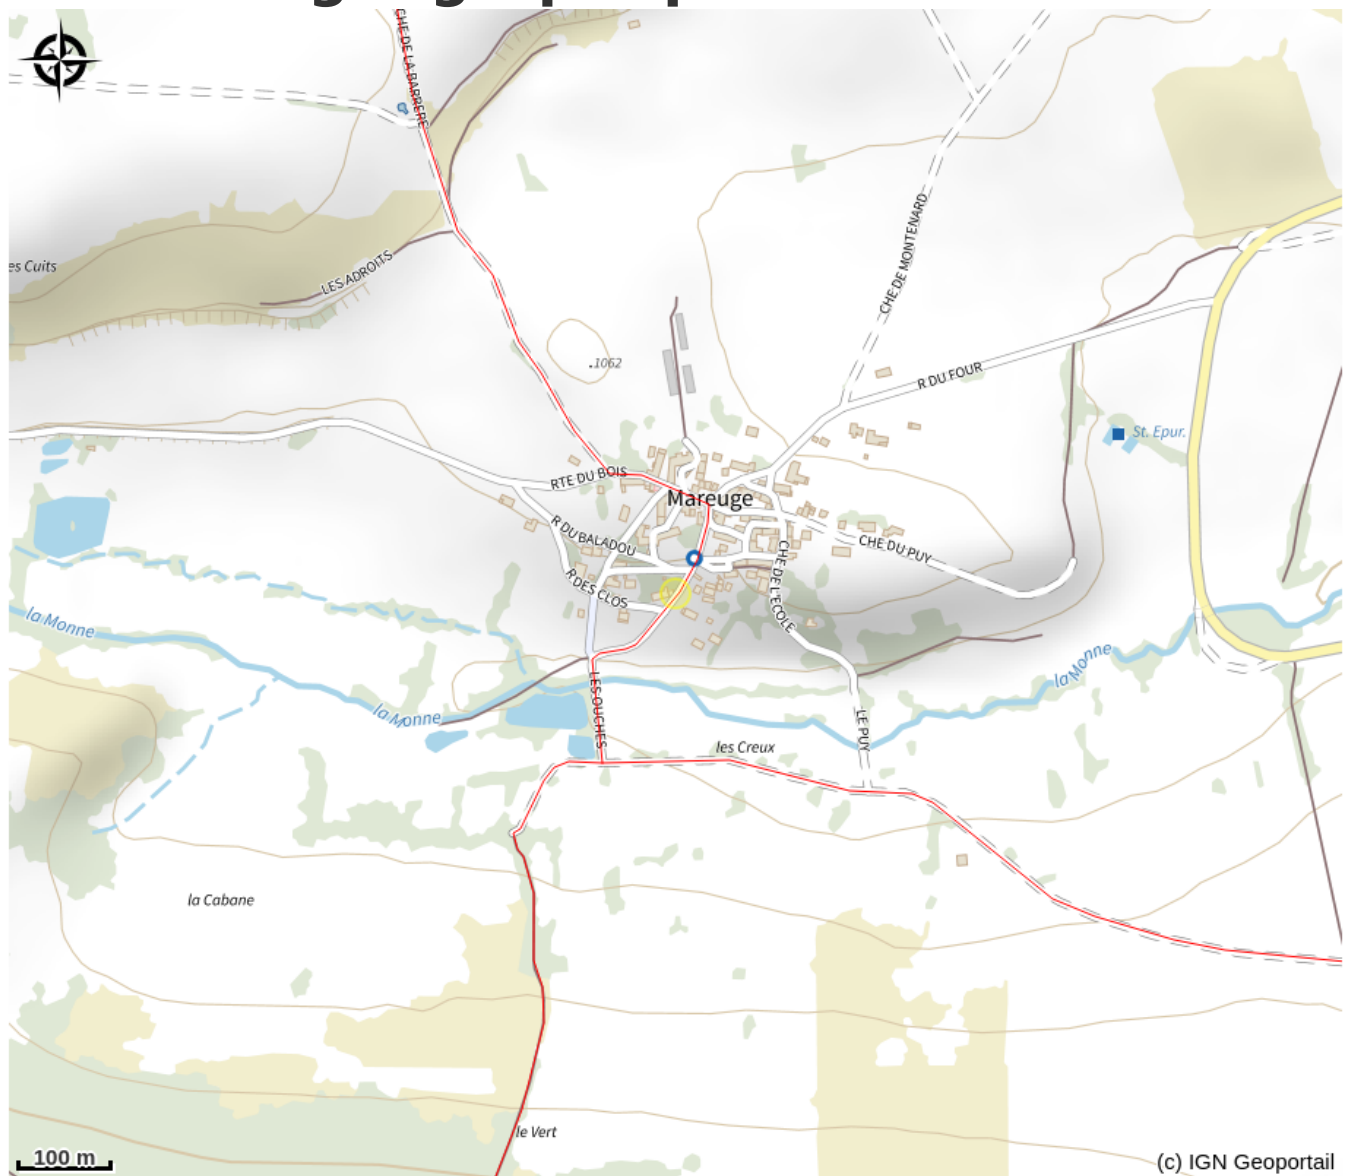 CHE DE LA BARRERE
es Cuits
LES ADROITS
CHE DE MONTENARD
.1062
R DU FOUR
St. Epur.
RTE DU BOIS
Mareuge
R DU BALADOU
CHE DU PUY
R DES CLOS
CHE DE L'ECOLE
la Monne
la Monne
la Monne
LES OUCHES
LE PUY
les Creux
la Cabane
le Vert
100 m
(c) IGN Geoportail